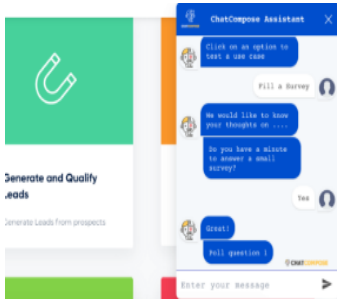 ChatCompose Assistant
Click on an option to
test a use case
Fill a Survey
We would like to know
your thoughts on ....
Do you have a minute
to answer a small
survey?
Yes
Great!
Poll question 1
CHATCOMPOSE
Enter your message
Generate and Qualify
Leads
Generate Leads from prospects